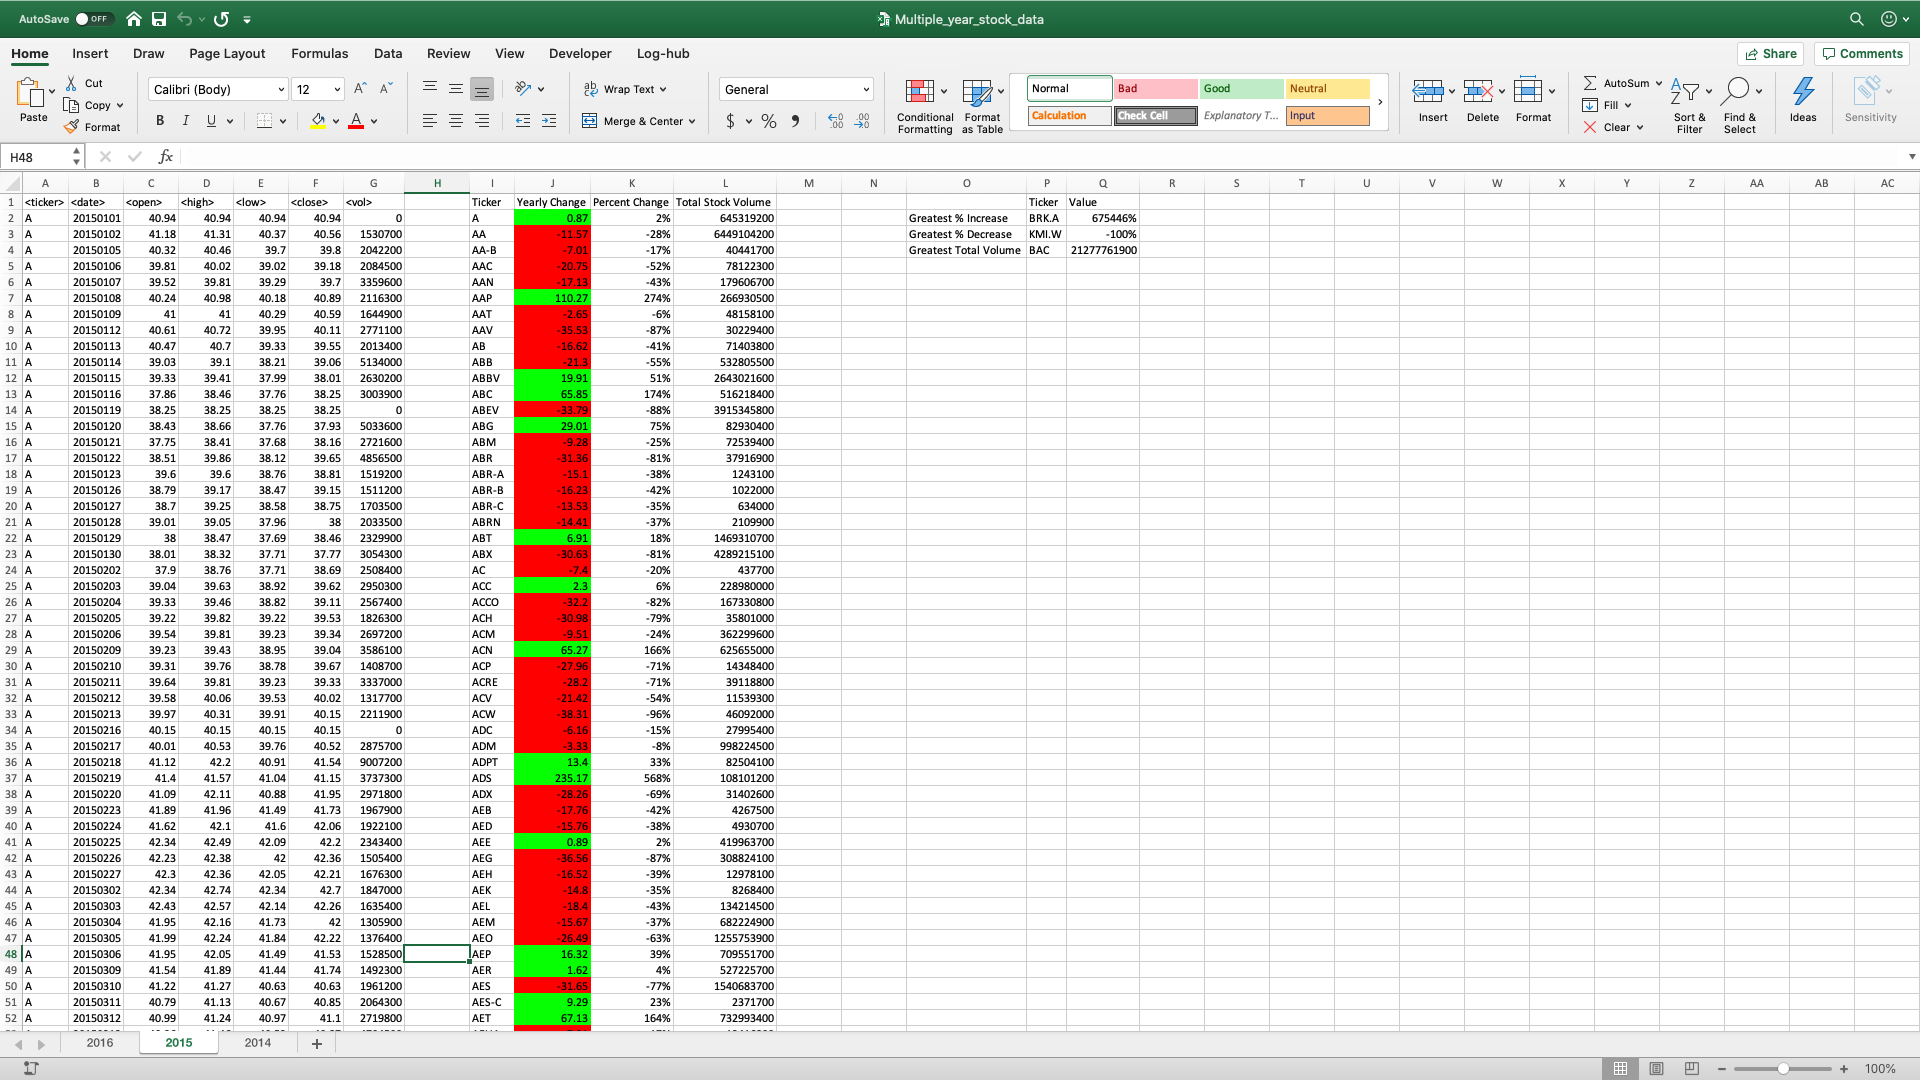 AutoSave OFF Multiple_year_stock_data
Home Insert Draw Page Layout Formulas Data Review View Developer Log-hub Share Comments
Paste Cut Copy Format Calibri (Body) 12 Wrap Text Merge & Center General Conditional Formatting Format as Table Normal Bad Good Neutral Calculation Check Cell Explanatory T... Input Insert Delete Format AutoSum Fill Clear Sort & Filter Find & Select Ideas Sensitivity
H48 fx
A B C D E F G H I J K L M N O P Q R S T U V W X Y Z AA AB AC
1 <ticker> <date> <open> <high> <low> <close> <vol> Ticker Yearly Change Percent Change Total Stock Volume Ticker Value
2 A 20150101 40.94 40.94 40.94 40.94 0 A 0.87 2% 645319200 Greatest % Increase BRK.A 675446%
3 A 20150102 41.18 41.31 40.37 40.56 1530700 AA -11.57 -28% 6449104200 Greatest % Decrease KMI.W -100%
4 A 20150105 40.32 40.46 39.7 39.8 2042200 AA-B -7.01 -17% 40441700 Greatest Total Volume BAC 21277761900
5 A 20150106 39.81 40.02 39.02 39.18 2084500 AAC -20.75 -52% 78122300
6 A 20150107 39.52 39.81 39.29 39.7 3359600 AAN -17.13 -43% 179606700
7 A 20150108 40.24 40.98 40.18 40.89 2116300 AAP 110.27 274% 266930500
8 A 20150109 41 41 40.29 40.59 1644900 AAT -2.65 -6% 48158100
9 A 20150112 40.61 40.72 39.95 40.11 2771100 AAV -35.53 -87% 30229400
10 A 20150113 40.47 40.7 39.33 39.55 2013400 AB -16.62 -41% 71403800
11 A 20150114 39.03 39.1 38.21 39.06 5134000 ABB -21.3 -55% 532805500
12 A 20150115 39.33 39.41 37.99 38.01 2630200 ABBV 19.91 51% 2643021600
13 A 20150116 37.86 38.46 37.76 38.25 3003900 ABC 65.85 174% 516218400
14 A 20150119 38.25 38.25 38.25 38.25 0 ABEV -33.79 -88% 3915345800
15 A 20150120 38.43 38.66 37.76 37.93 5033600 ABG 29.01 75% 82930400
16 A 20150121 37.75 38.41 37.68 38.16 2721600 ABM -9.28 -25% 72539400
17 A 20150122 38.51 39.86 38.12 39.65 4856500 ABR -31.36 -81% 37916900
18 A 20150123 39.6 39.6 38.76 38.81 1519200 ABR-A -15.1 -38% 1243100
19 A 20150126 38.79 39.17 38.47 39.15 1511200 ABR-B -16.23 -42% 1022000
20 A 20150127 38.7 39.25 38.58 38.75 1703500 ABR-C -13.53 -35% 634000
21 A 20150128 39.01 39.05 37.96 38 2033500 ABRN -14.41 -37% 2109900
22 A 20150129 38 38.47 37.69 38.46 2329900 ABT 6.91 18% 1469310700
23 A 20150130 38.01 38.32 37.71 37.77 3054300 ABX -30.63 -81% 4289215100
24 A 20150202 37.9 38.76 37.71 38.69 2508400 AC -7.4 -20% 437700
25 A 20150203 39.04 39.63 38.92 39.62 2950300 ACC 2.3 6% 228980000
26 A 20150204 39.33 39.46 38.82 39.11 2567400 ACCO -32.2 -82% 167330800
27 A 20150205 39.22 39.82 39.22 39.53 1826300 ACH -30.98 -79% 35801000
28 A 20150206 39.54 39.81 39.23 39.34 2697200 ACM -9.51 -24% 362299600
29 A 20150209 39.23 39.43 38.95 39.04 3586100 ACN 65.27 166% 625655000
30 A 20150210 39.31 39.76 38.78 39.67 1408700 ACP -27.96 -71% 14348400
31 A 20150211 39.64 39.81 39.23 39.33 3337000 ACRE -28.2 -71% 39118800
32 A 20150212 39.58 40.06 39.53 40.02 1317700 ACV -21.42 -54% 11539300
33 A 20150213 39.97 40.31 39.91 40.15 2211900 ACW -38.31 -96% 46092000
34 A 20150216 40.15 40.15 40.15 40.15 0 ADC -6.16 -15% 27995400
35 A 20150217 40.01 40.53 39.76 40.52 2875700 ADM -3.33 -8% 998224500
36 A 20150218 41.12 42.2 40.91 41.54 9007200 ADPT 13.4 33% 82504100
37 A 20150219 41.4 41.57 41.04 41.15 3737300 ADS 235.17 568% 108101200
38 A 20150220 41.09 42.11 40.88 41.95 2971800 ADX -28.26 -69% 31402600
39 A 20150223 41.89 41.96 41.49 41.73 1967900 AEB -17.76 -42% 4267500
40 A 20150224 41.62 42.1 41.6 42.06 1922100 AED -15.76 -38% 4930700
41 A 20150225 42.34 42.49 42.09 42.2 2343400 AEE 0.89 2% 419963700
42 A 20150226 42.23 42.38 42 42.36 1505400 AEG -36.56 -87% 308824100
43 A 20150227 42.3 42.36 42.05 42.21 1676300 AEH -16.52 -39% 12978100
44 A 20150302 42.34 42.74 42.34 42.7 1847000 AEK -14.8 -35% 8268400
45 A 20150303 42.43 42.57 42.14 42.26 1635400 AEL -18.4 -43% 134214500
46 A 20150304 41.95 42.16 41.73 42 1305900 AEM -15.67 -37% 682224900
47 A 20150305 41.99 42.24 41.84 42.22 1376400 AEO -26.49 -63% 1255753900
48 A 20150306 41.95 42.05 41.49 41.53 1528500 AEP 16.32 39% 709551700
49 A 20150309 41.54 41.89 41.44 41.74 1492300 AER 1.62 4% 527225700
50 A 20150310 41.22 41.27 40.63 40.63 1961200 AES -31.65 -77% 1540683700
51 A 20150311 40.79 41.13 40.67 40.85 2064300 AES-C 9.29 23% 2371700
52 A 20150312 40.99 41.24 40.97 41.1 2719800 AET 67.13 164% 732993400
2016 2015 2014 +
100%